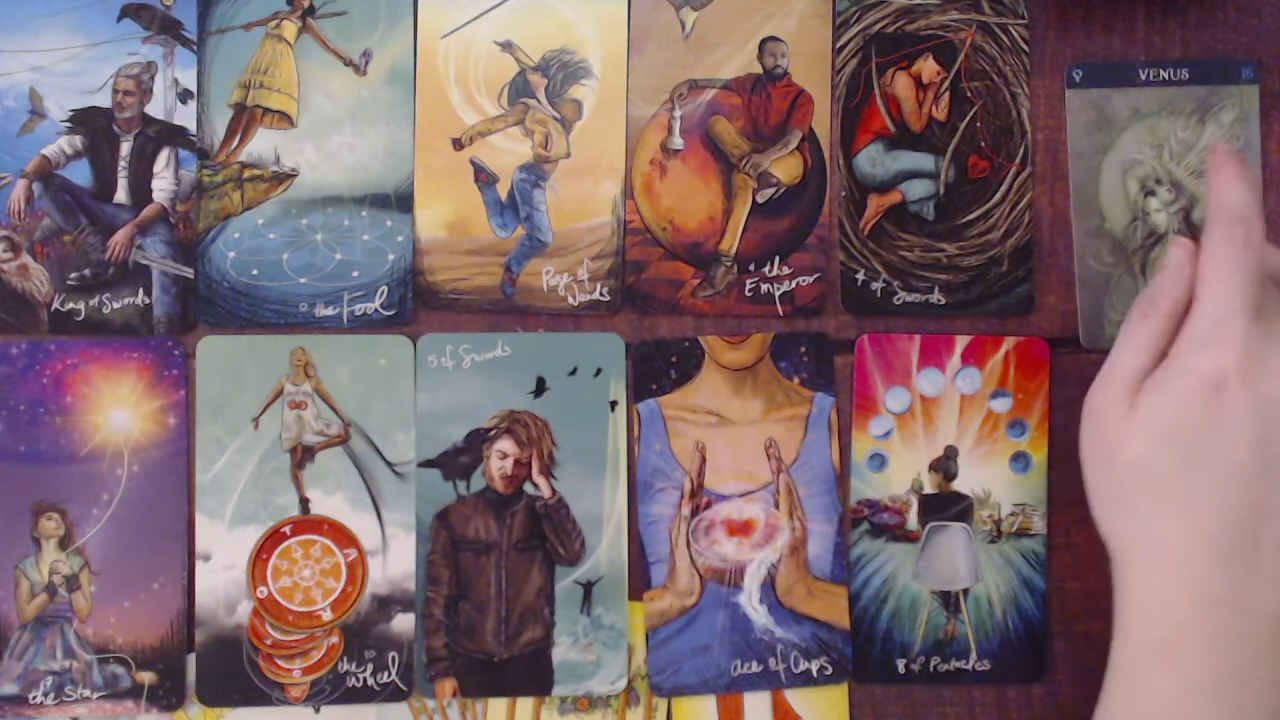 VENUS 16
King of Swords
0 the Fool
Page of
Wands
4 the
Emperor
4 of Swords
5 of Swords
T A R O
the 10
Wheel
the Star
ace of Cups
8 of Pentacles